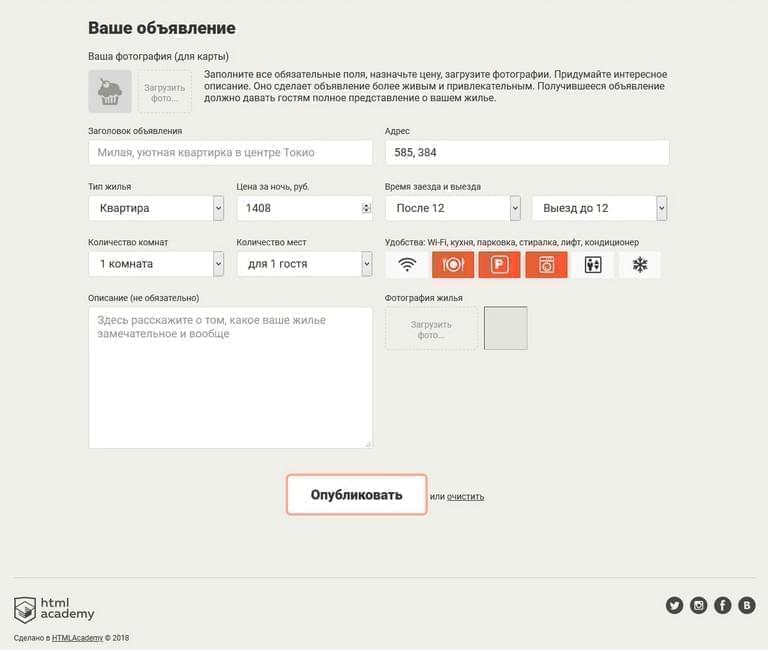 Ваше объявление
Ваша фотография (для карты)
Загрузить
фото...
Заполните все обязательные поля, назначьте цену, загрузите фотографии. Придумайте интересное
описание. Оно сделает объявление более живым и привлекательным. Получившееся объявление
должно давать гостям полное представление о вашем жилье.
Заголовок объявления
Адрес
Милая, уютная квартирка в центре Токио
585, 384
Тип жилья
Цена за ночь, руб.
Время заезда и выезда
Квартира
1408
После 12
Выезд до 12
Количество комнат
Количество мест
Удобства: Wi-Fi, кухня, парковка, стиралка, лифт, кондиционер
1 комната
для 1 гостя
P
Описание (не обязательно)
Фотография жилья
Здесь расскажите о том, какое ваше жилье
замечательное и вообще
Загрузить
фото...
Опубликовать
или очистить
html
academy
Сделано в HTMLAcademy © 2018